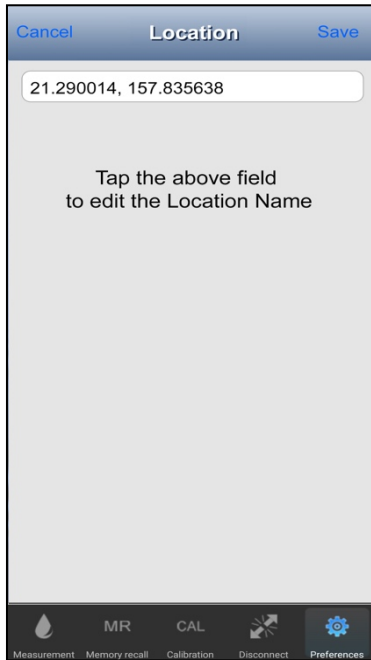 Cancel Location Save
21.290014, 157.835638
Tap the above field
to edit the Location Name
MR CAL
Measurement Memory recall Calibration Disconnect Preferences